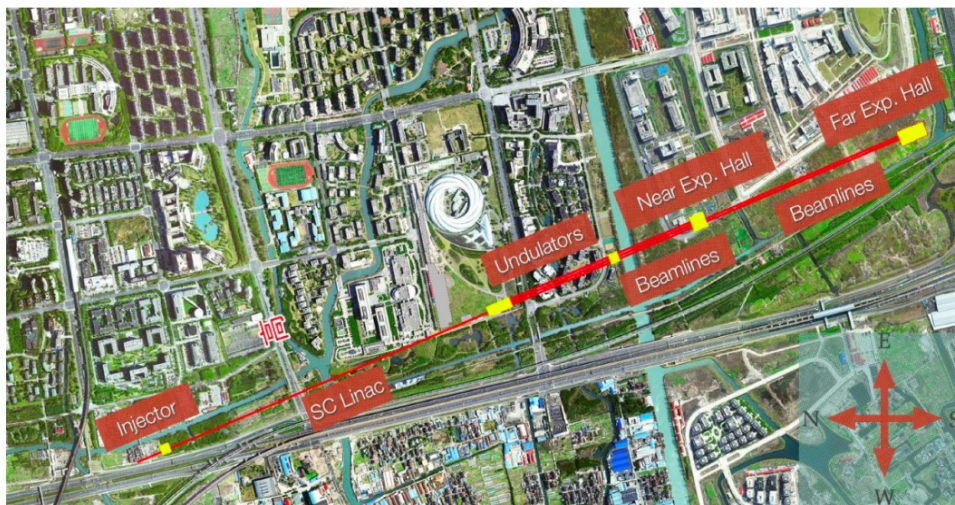 Far Exp. Hall
Near Exp. Hall
Beamlines
Undulators
Beamlines
SC Linac
Injector
E
N
S
W